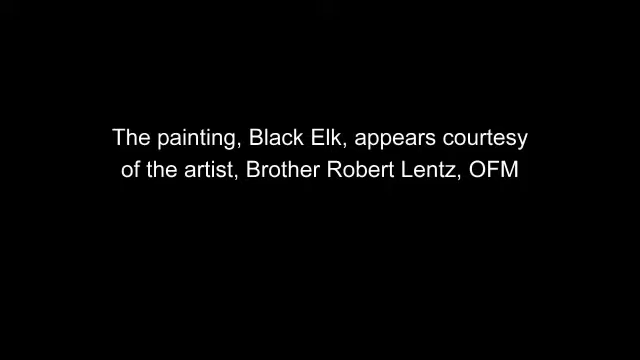 The painting, Black Elk, appears courtesy
of the artist, Brother Robert Lentz, OFM